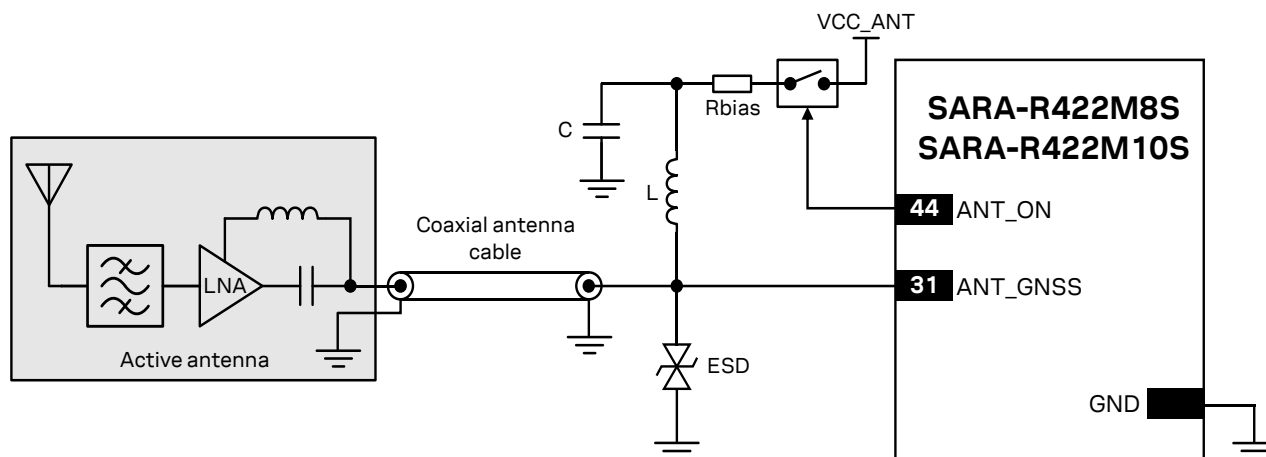 VCC_ANT
Rbias
C
L
SARA-R422M8S
SARA-R422M10S
44 ANT_ON
Coaxial antenna
cable
LNA
31 ANT_GNSS
Active antenna
ESD
GND